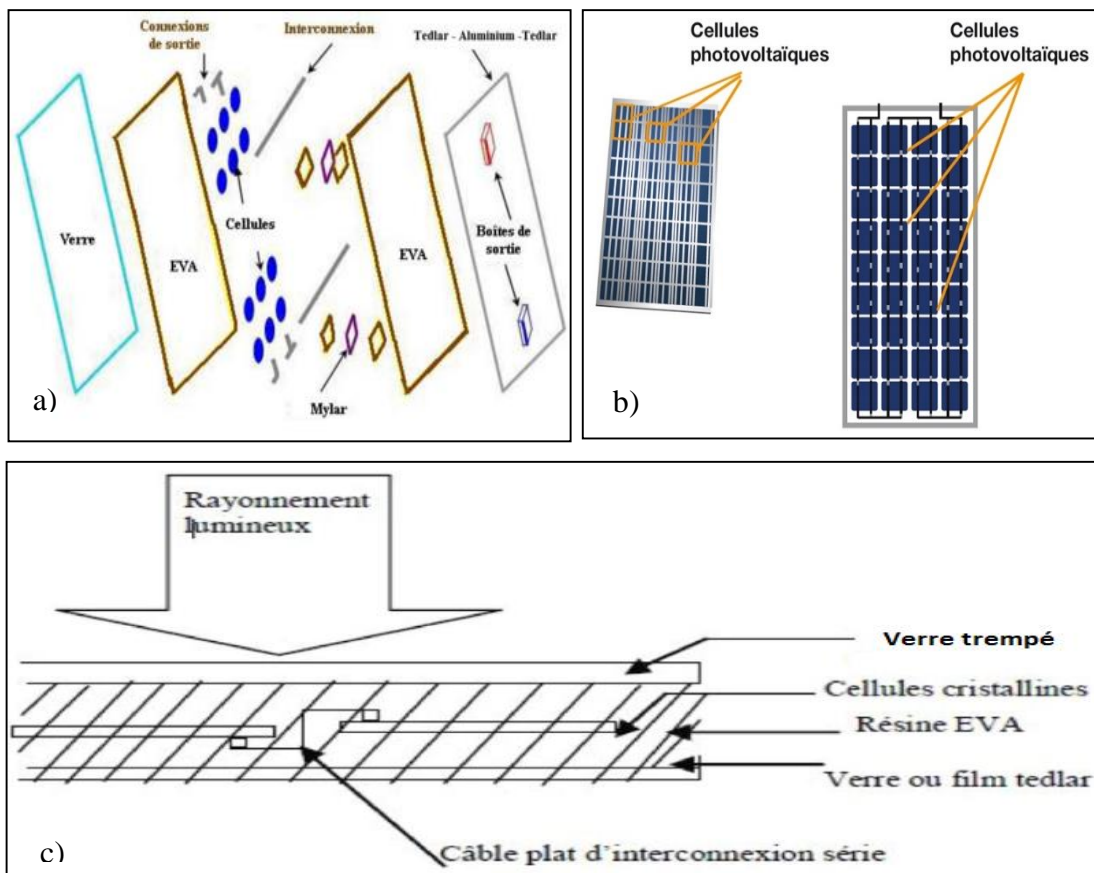 Connexions
de sortie
Interconnexion
Tedlar - Aluminium -Tedlar
Verre
EVA
Cellules
EVA
Boîtes de
sortie
Mylar
a)
Cellules
photovoltaïques
Cellules
photovoltaïques
b)
Rayonnement
lumineux
Verre trempé
Cellules cristallines
Résine EVA
Verre ou film tedlar
Câble plat d'interconnexion série
c)